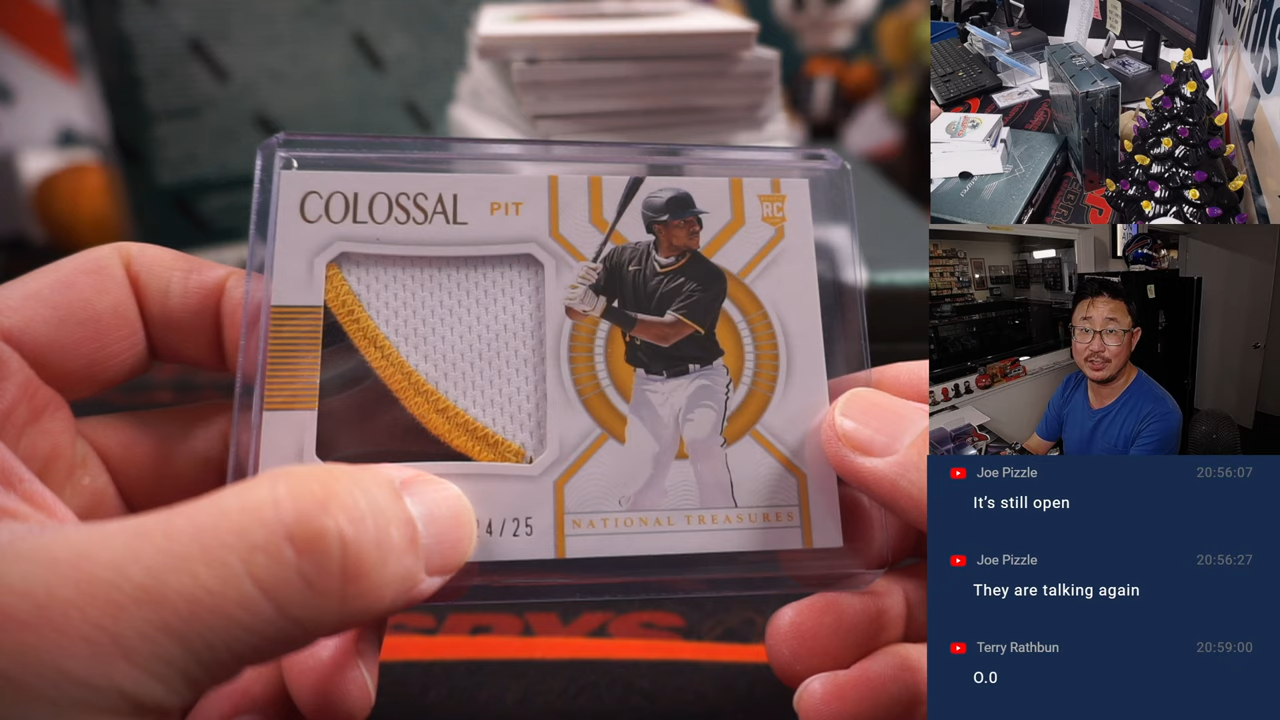 COLOSSAL PIT
RC
24/25
NATIONAL TREASURES
Joe Pizzle 20:56:07
It’s still open
Joe Pizzle 20:56:27
They are talking again
Terry Rathbun 20:59:00
O.0